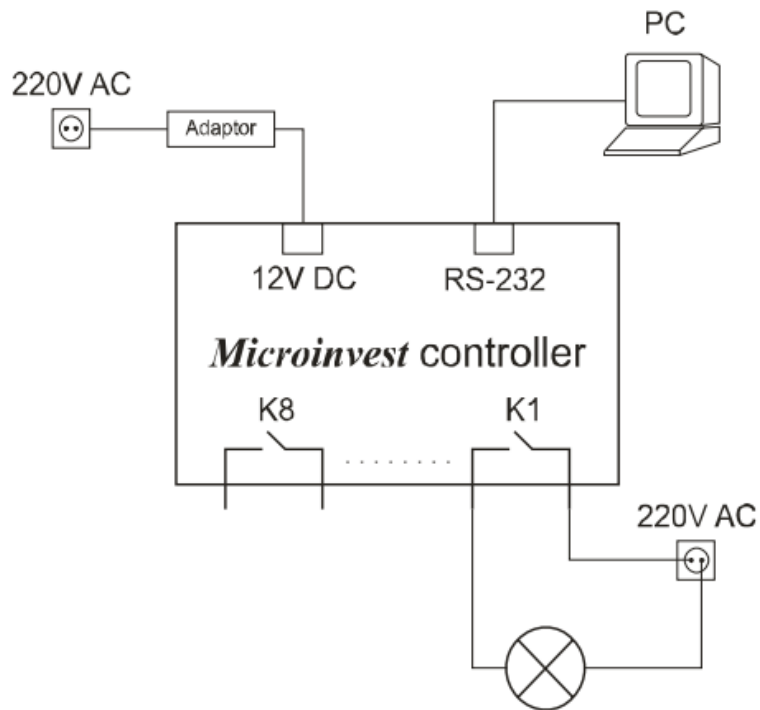 PC
220V AC
Adaptor
12V DC
RS-232
Microinvest controller
K8
K1
220V AC